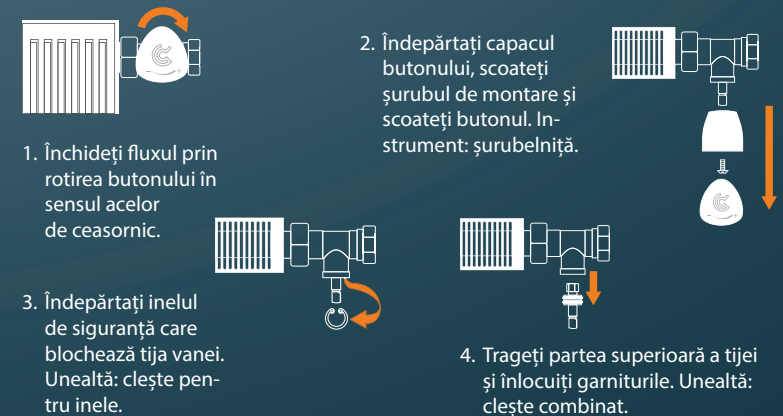 1. Închideți fluxul prin
rotirea butonului în
sensul acelor
de ceasornic.
2. Îndepărtați capacul
butonului, scoateți
șurubul de montare și
scoateți butonul. In-
strument: șurubelniță.
3. Îndepărtați inelul
de siguranță care
blochează tija vanei.
Unealtă: clește pen-
tru inele.
4. Trageți partea superioară a tijei
și înlocuiți garniturile. Unealtă:
clește combinat.